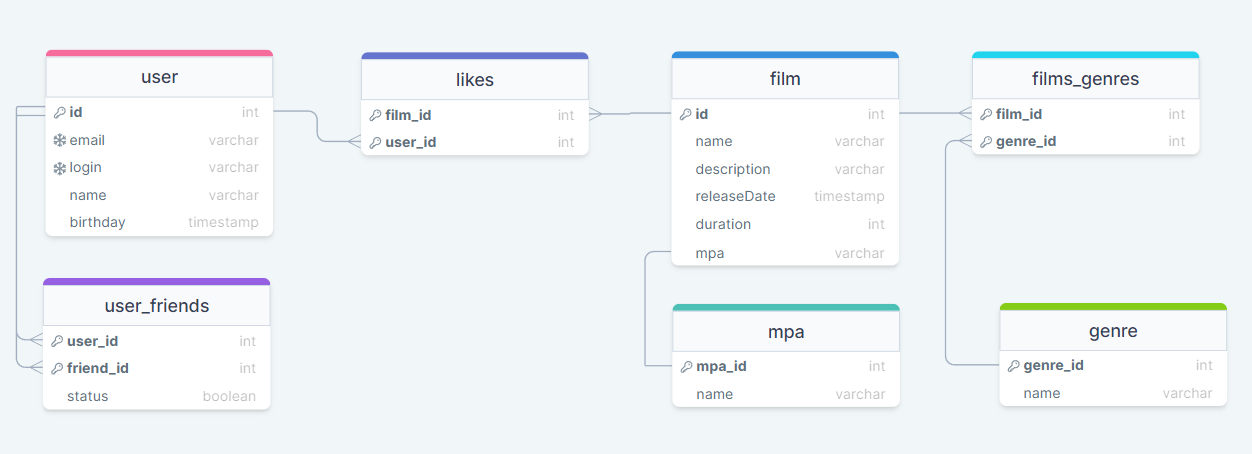 user
id int
email varchar
login varchar
name varchar
birthday timestamp
likes
film_id int
user_id int
film
id int
name varchar
description varchar
releaseDate timestamp
duration int
mpa varchar
films_genres
film_id int
genre_id int
user_friends
user_id int
friend_id int
status boolean
mpa
mpa_id int
name varchar
genre
genre_id int
name varchar